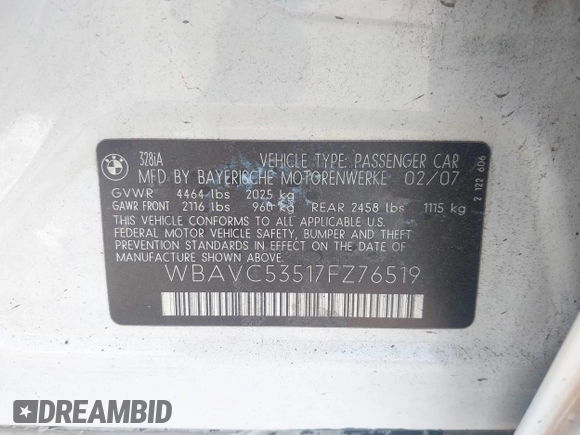 BMW
328iA VEHICLE TYPE: PASSENGER CAR
MFD BY BAYERISCHE MOTORENWERKE 02/07
GVWR 4464 lbs 2025 kg
GAWR FRONT 2116 lbs 960 kg REAR 2458 lbs 1115 kg
THIS VEHICLE CONFORMS TO ALL APPLICABLE U.S.
FEDERAL MOTOR VEHICLE SAFETY, BUMPER AND THEFT
PREVENTION STANDARDS IN EFFECT ON THE DATE OF
MANUFACTURE SHOWN ABOVE.
WBAVC53517FZ76519
2 122 606
DREAMBID